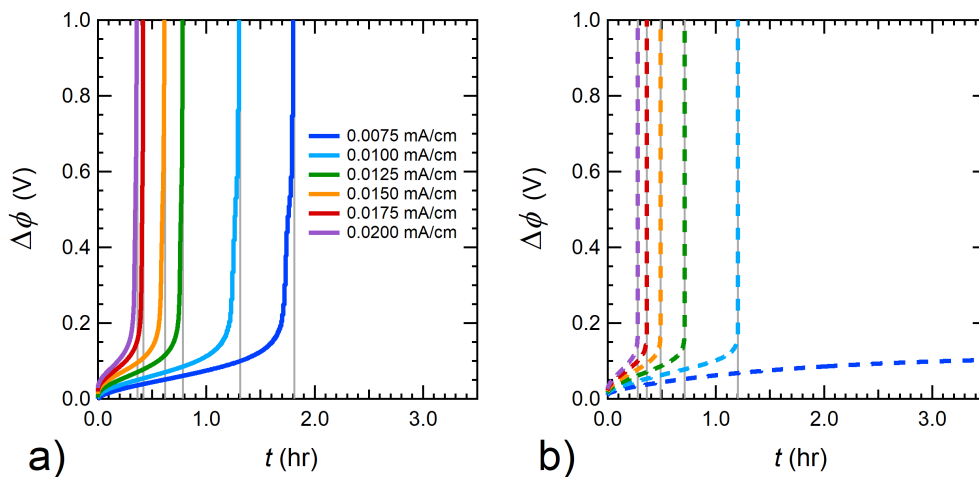 1.0
0.8
0.6
0.4
0.2
0.0
Δϕ (V)
0.0 1.0 2.0 3.0
t (hr)
a)
0.0075 mA/cm
0.0100 mA/cm
0.0125 mA/cm
0.0150 mA/cm
0.0175 mA/cm
0.0200 mA/cm
1.0
0.8
0.6
0.4
0.2
0.0
Δϕ (V)
0.0 1.0 2.0 3.0
t (hr)
b)